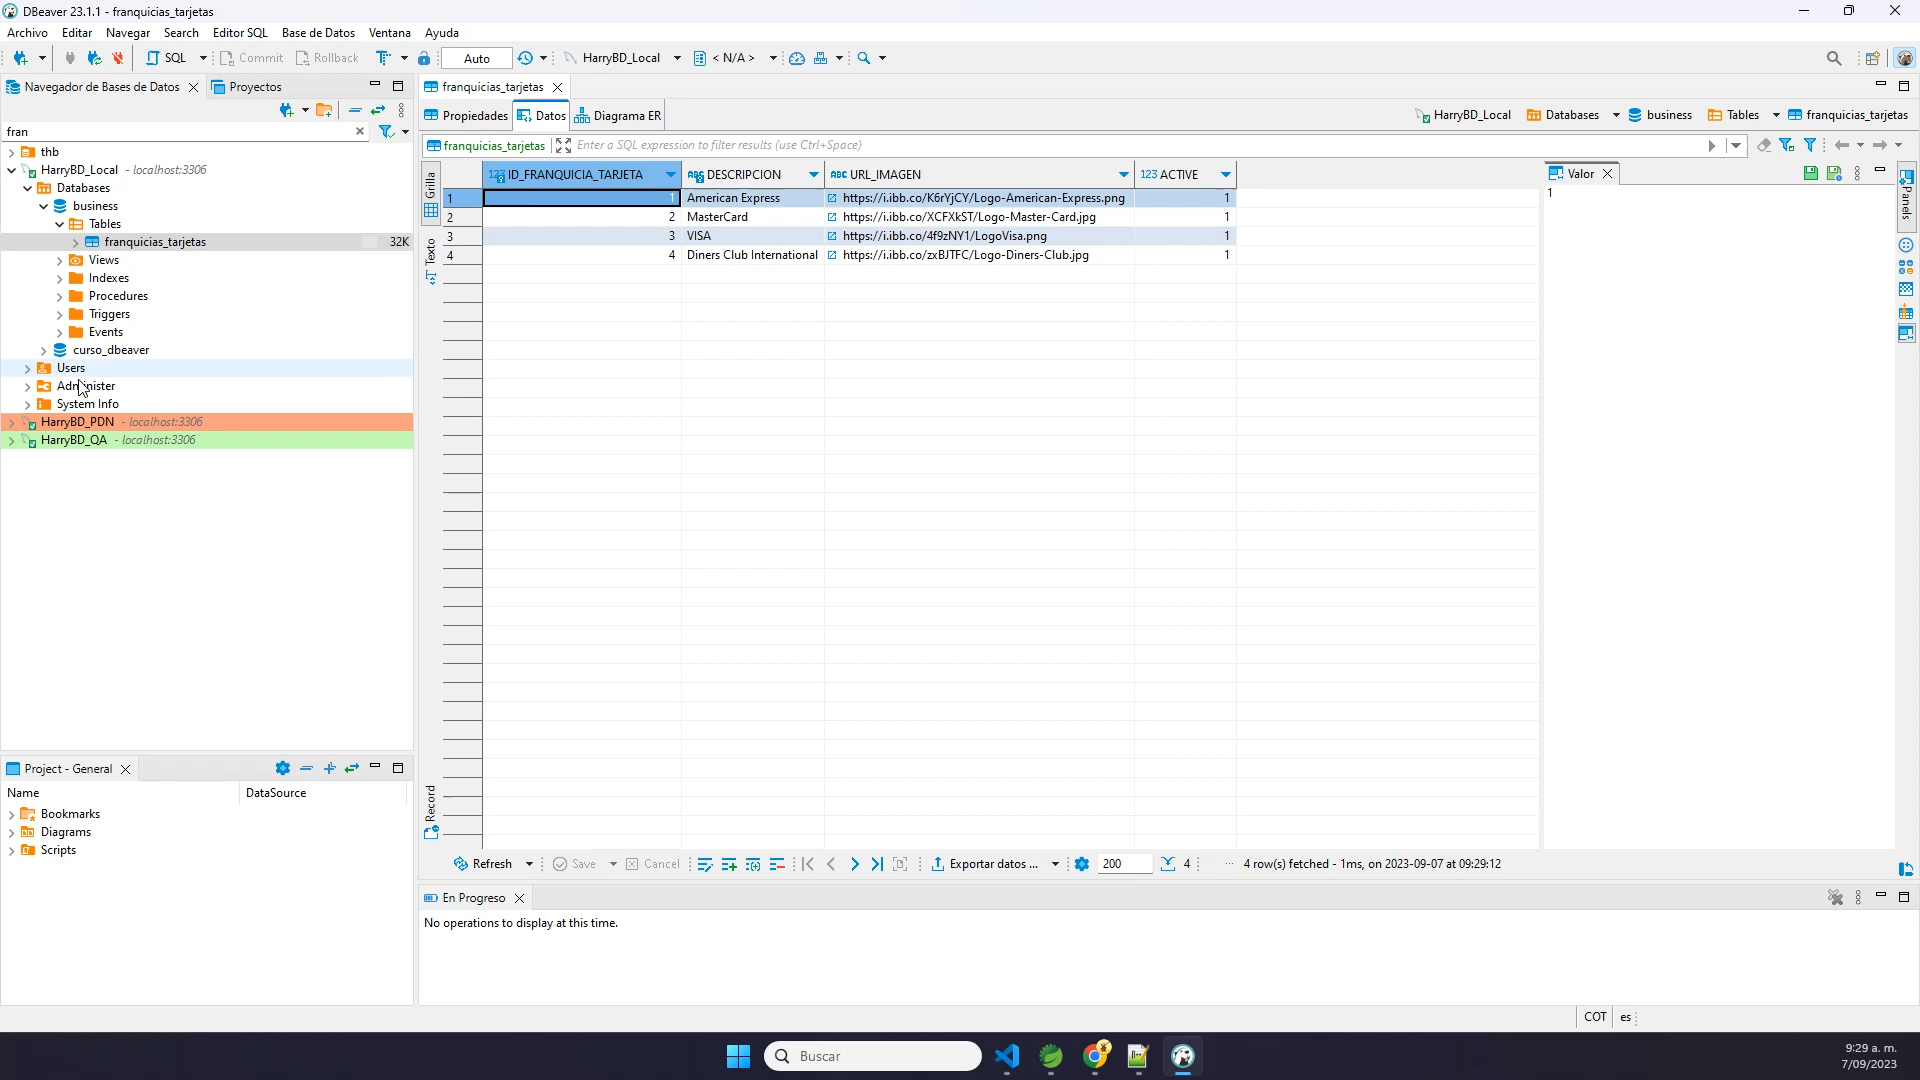 DBeaver 23.1.1 - franquicias_tarjetas
Archivo Editar Navegar Search Editor SQL Base de Datos Ventana Ayuda
SQL Commit Rollback Auto HarryBD_Local < N/A >
Navegador de Bases de Datos Proyectos
fran
thb
HarryBD_Local - localhost:3306
Databases
business
Tables
franquicias_tarjetas 32K
Views
Indexes
Procedures
Triggers
Events
curso_dbeaver
Users
Administer
System Info
HarryBD_PDN - localhost:3306
HarryBD_QA - localhost:3306
Project - General
Name DataSource
Bookmarks
Diagrams
Scripts
franquicias_tarjetas
Propiedades Datos Diagrama ER HarryBD_Local Databases business Tables franquicias_tarjetas
franquicias_tarjetas Enter a SQL expression to filter results (use Ctrl+Space)
Grilla
Texto
Record
123 ID_FRANQUICIA_TARJETA ABC DESCRIPCION ABC URL_IMAGEN 123 ACTIVE
1 1 American Express https://i.ibb.co/K6rYjCY/Logo-American-Express.png 1
2 2 MasterCard https://i.ibb.co/XCFXkST/Logo-Master-Card.jpg 1
3 3 VISA https://i.ibb.co/4f9zNY1/LogoVisa.png 1
4 4 Diners Club International https://i.ibb.co/zxBJTFC/Logo-Diners-Club.jpg 1
Valor
1
Panels
Refresh Save Cancel Exportar datos ... 200 4 ... 4 row(s) fetched - 1ms, on 2023-09-07 at 09:29:12
En Progreso
No operations to display at this time.
COT es
Buscar
9:29 a. m.
7/09/2023